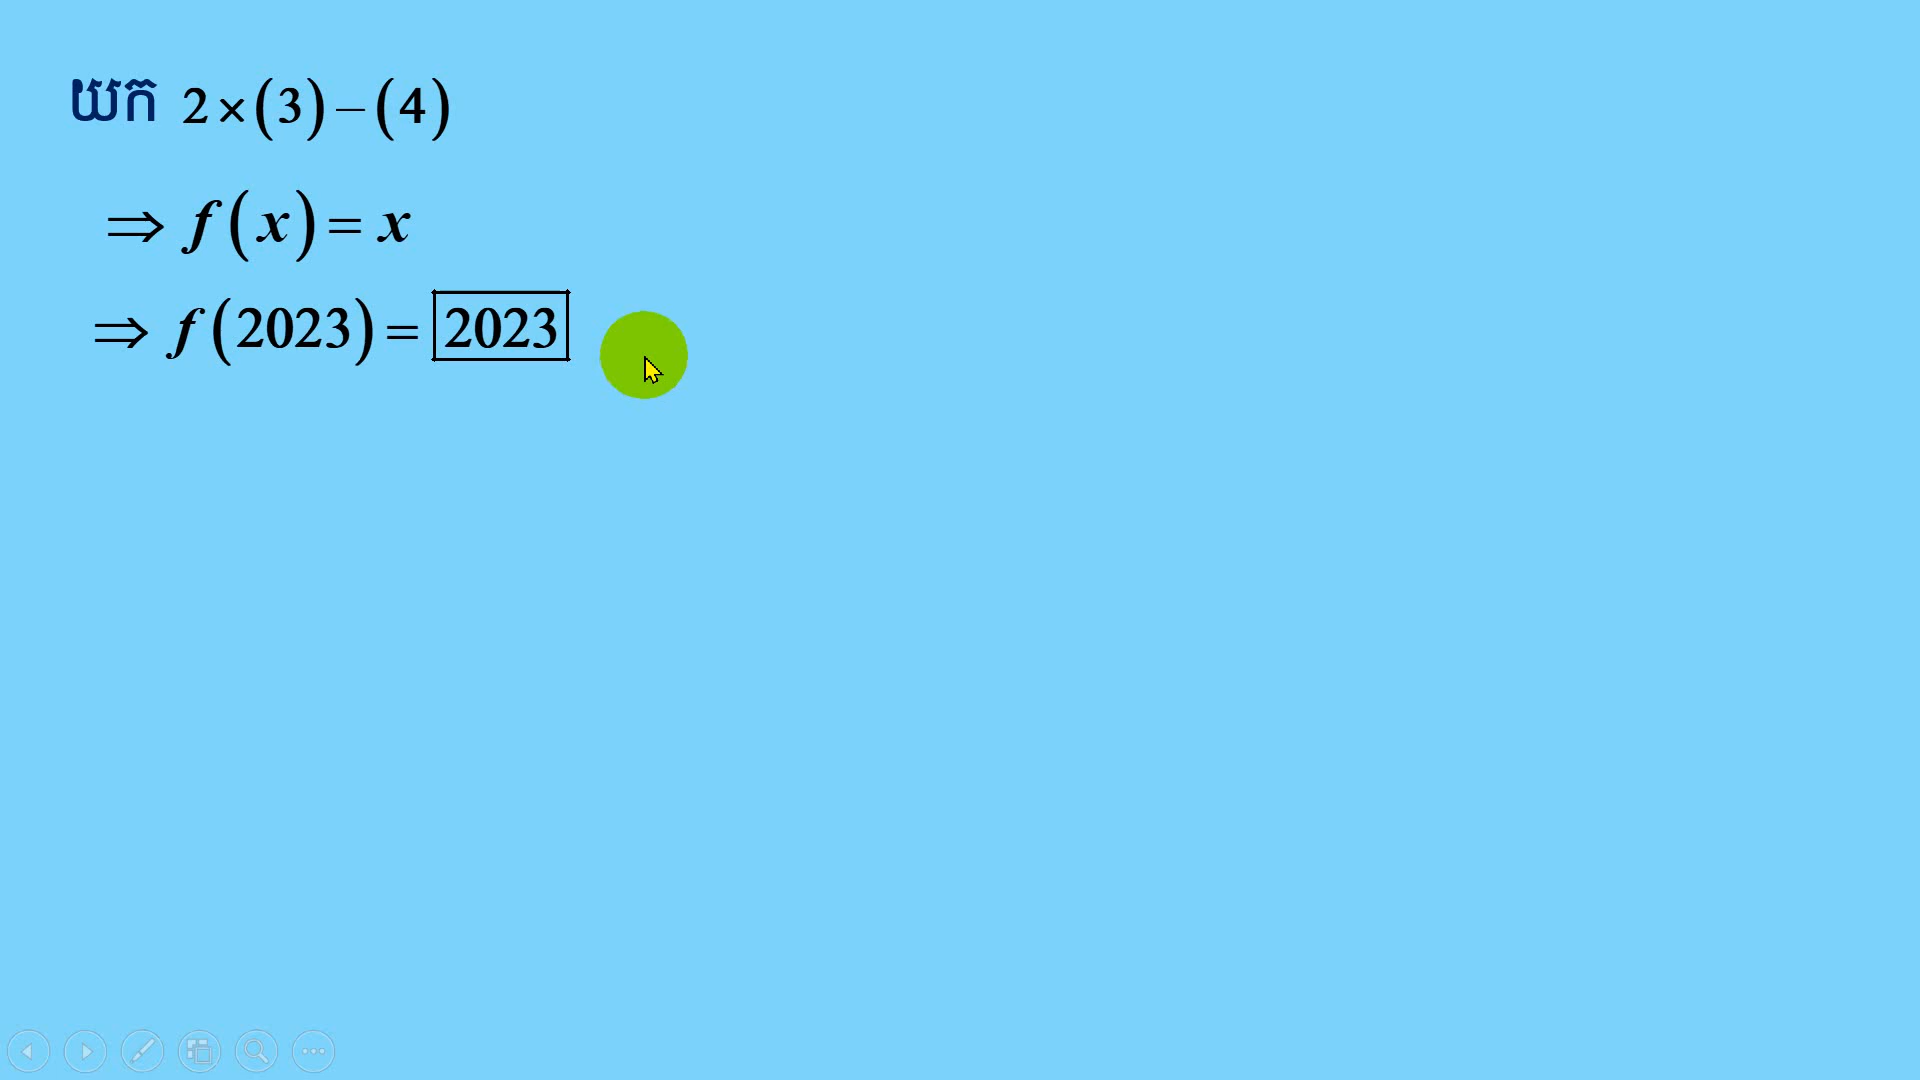 យក 2×(3)−(4)
⇒ f(x) = x
⇒ f(2023) = 2023